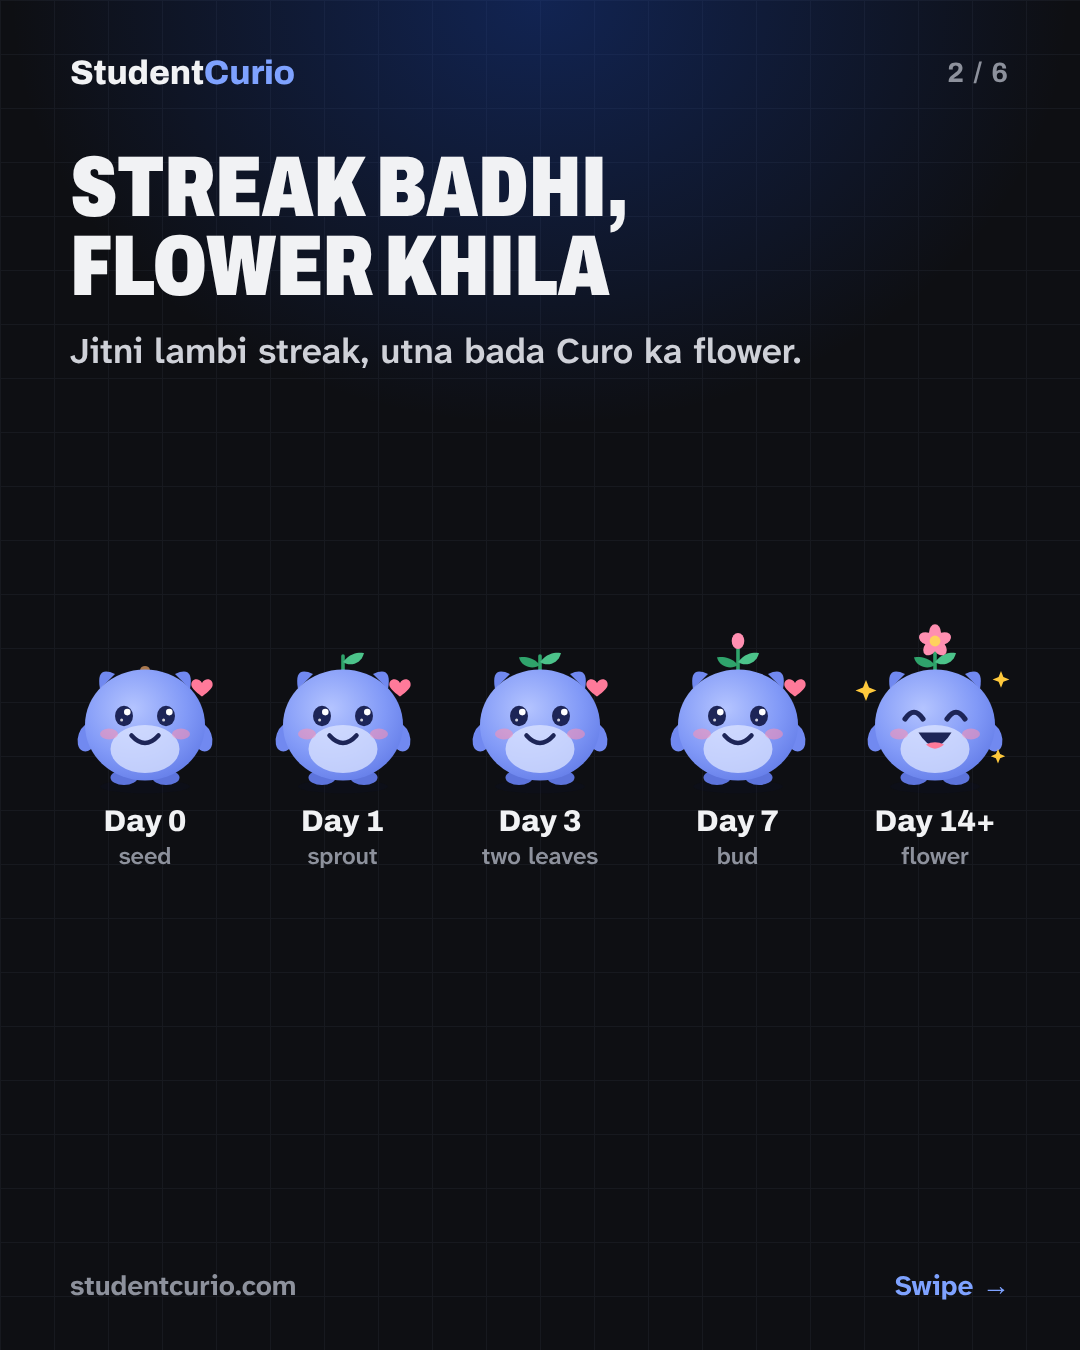 StudentCurio
2 / 6
STREAK BADHI,
FLOWER KHILA
Jitni lambi streak, utna bada Curo ka flower.
Day 0
seed
Day 1
sprout
Day 3
two leaves
Day 7
bud
Day 14+
flower
studentcurio.com
Swipe →